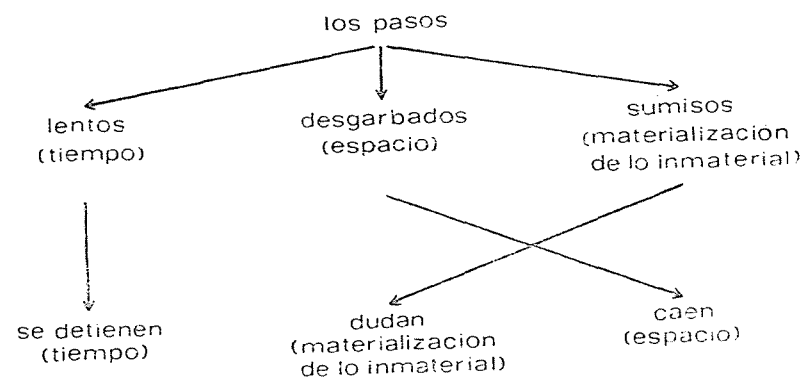 los pasos
lentos
(tiempo)
desgarbados
(espacio)
sumisos
(materialización
de lo inmaterial)
se detienen
(tiempo)
dudan
(materializacion
de lo inmaterial)
caen
(espacio)